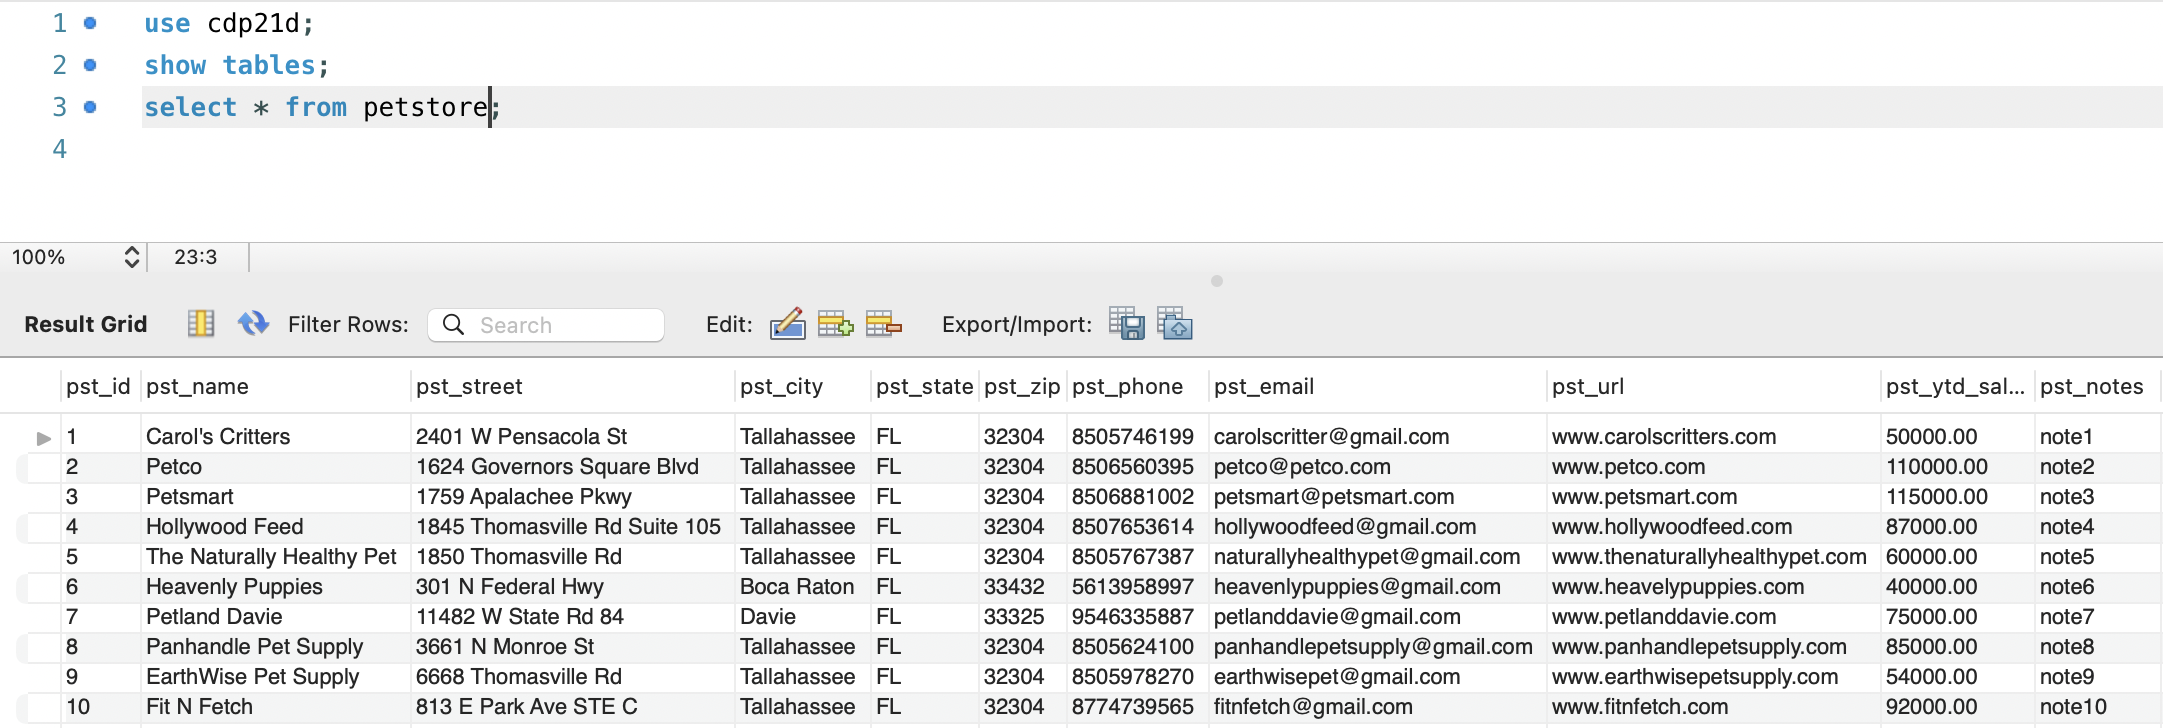 1 use cdp21d;
2 show tables;
3 select * from petstore;
4
100% 23:3
Result Grid Filter Rows: Search Edit: Export/Import:
pst_id pst_name pst_street pst_city pst_state pst_zip pst_phone pst_email pst_url pst_ytd_sal... pst_notes
1 Carol's Critters 2401 W Pensacola St Tallahassee FL 32304 8505746199 carolscritter@gmail.com www.carolscritters.com 50000.00 note1
2 Petco 1624 Governors Square Blvd Tallahassee FL 32304 8506560395 petco@petco.com www.petco.com 110000.00 note2
3 Petsmart 1759 Apalachee Pkwy Tallahassee FL 32304 8506881002 petsmart@petsmart.com www.petsmart.com 115000.00 note3
4 Hollywood Feed 1845 Thomasville Rd Suite 105 Tallahassee FL 32304 8507653614 hollywoodfeed@gmail.com www.hollywoodfeed.com 87000.00 note4
5 The Naturally Healthy Pet 1850 Thomasville Rd Tallahassee FL 32304 8505767387 naturallyhealthypet@gmail.com www.thenaturallyhealthypet.com 60000.00 note5
6 Heavenly Puppies 301 N Federal Hwy Boca Raton FL 33432 5613958997 heavenlypuppies@gmail.com www.heavelypuppies.com 40000.00 note6
7 Petland Davie 11482 W State Rd 84 Davie FL 33325 9546335887 petlanddavie@gmail.com www.petlanddavie.com 75000.00 note7
8 Panhandle Pet Supply 3661 N Monroe St Tallahassee FL 32304 8505624100 panhandlepetsupply@gmail.com www.panhandlepetsupply.com 85000.00 note8
9 EarthWise Pet Supply 6668 Thomasville Rd Tallahassee FL 32304 8505978270 earthwisepet@gmail.com www.earthwisepetsupply.com 54000.00 note9
10 Fit N Fetch 813 E Park Ave STE C Tallahassee FL 32304 8774739565 fitnfetch@gmail.com www.fitnfetch.com 92000.00 note10